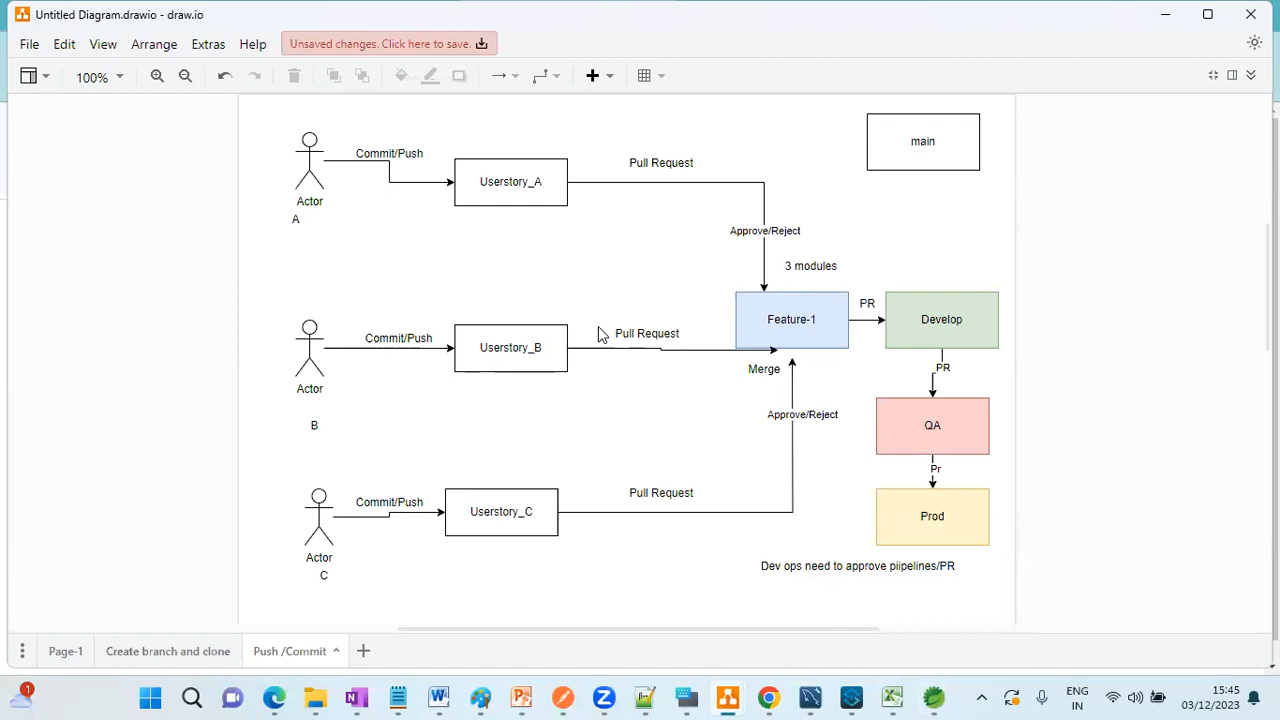 Untitled Diagram.drawio - draw.io
File Edit View Arrange Extras Help Unsaved changes. Click here to save.
100%
main
Commit/Push
Pull Request
Userstory_A
Actor
A
Approve/Reject
3 modules
PR
Feature-1
Develop
Commit/Push
Pull Request
Userstory_B
Merge
PR
Actor
Approve/Reject
B
QA
Pr
Commit/Push
Pull Request
Userstory_C
Prod
Actor
C
Dev ops need to approve piipelines/PR
Page-1 Create branch and clone Push /Commit
1
ENG
IN
15:45
03/12/2023